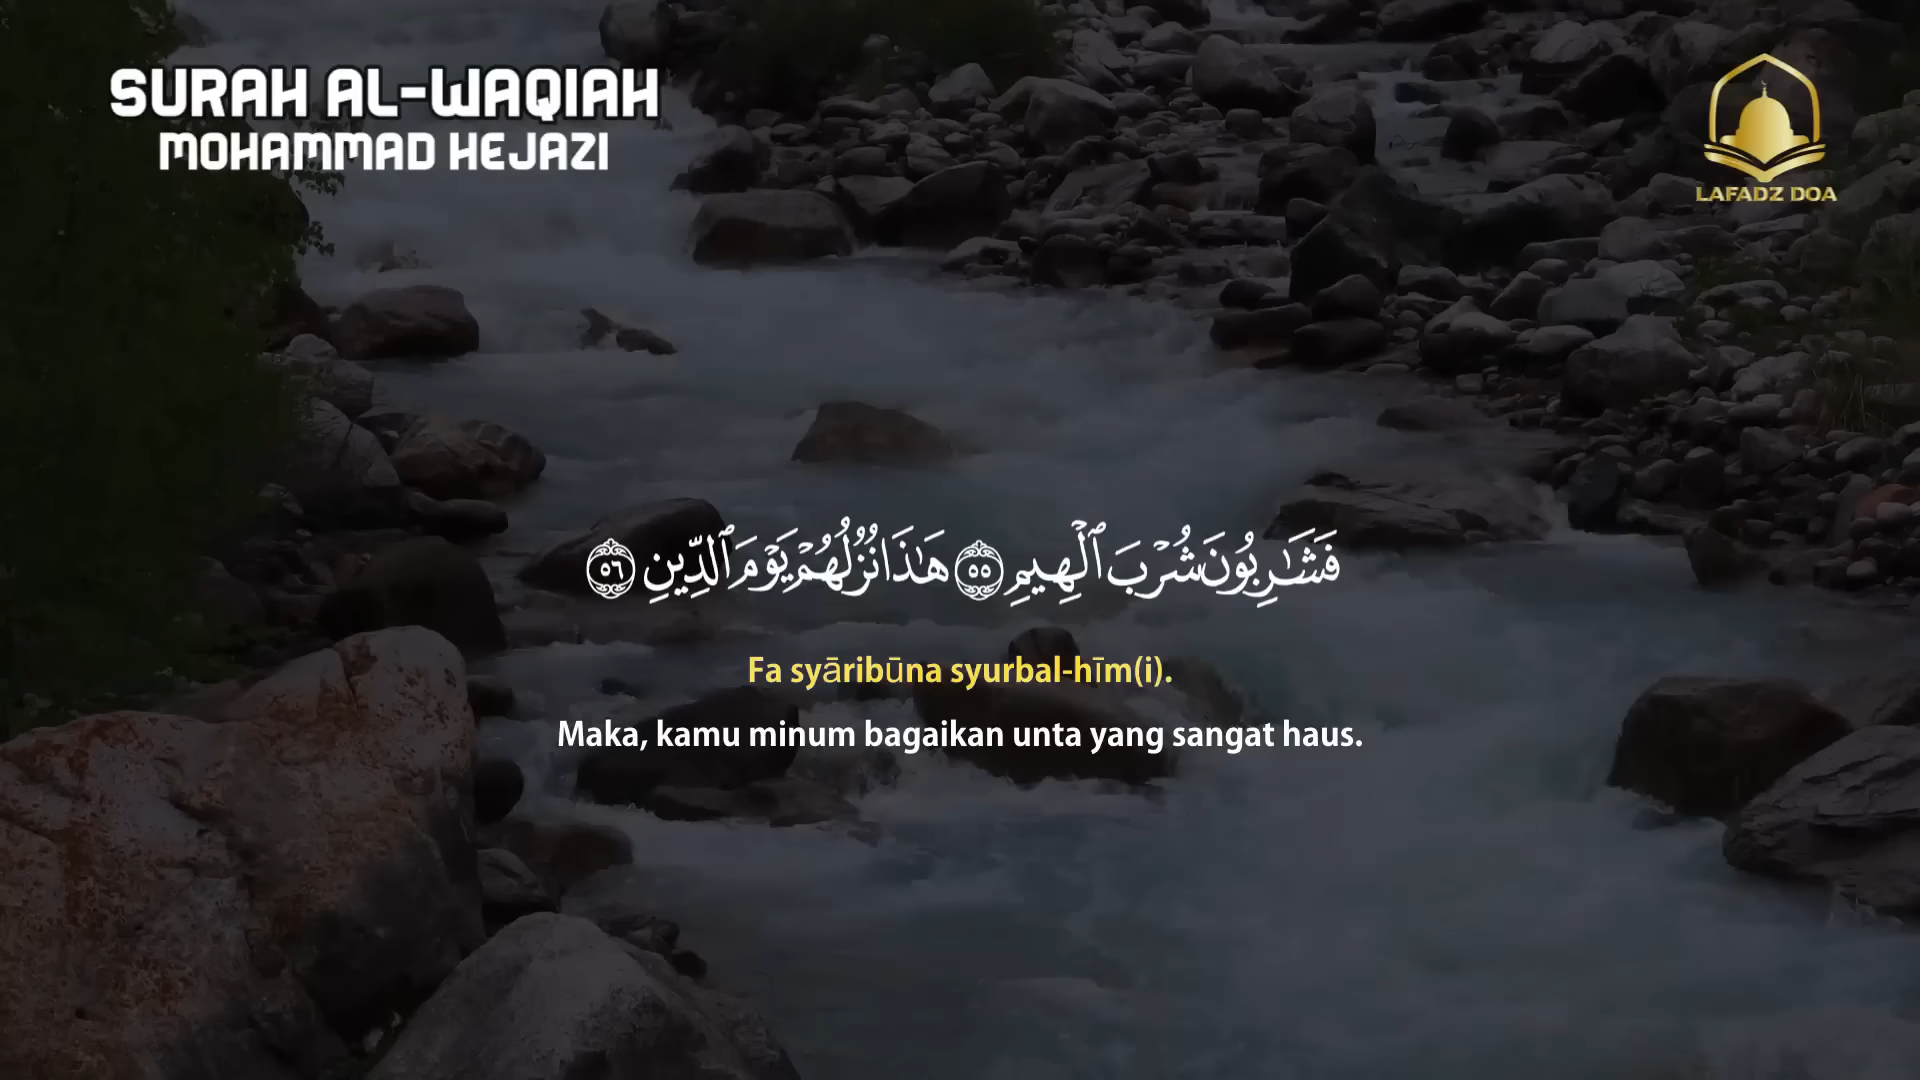 SURAH AL-WAQIAH
MOHAMMAD HEJAZI
LAFADZ DOA
فَشَـٰرِبُونَ شُرْبَ ٱلْهِيمِ ٥٥ هَـٰذَا نُزُلُهُمْ يَوْمَ ٱلدِّينِ ٥٦
Fa syāribūna syurbal-hīm(i).
Maka, kamu minum bagaikan unta yang sangat haus.